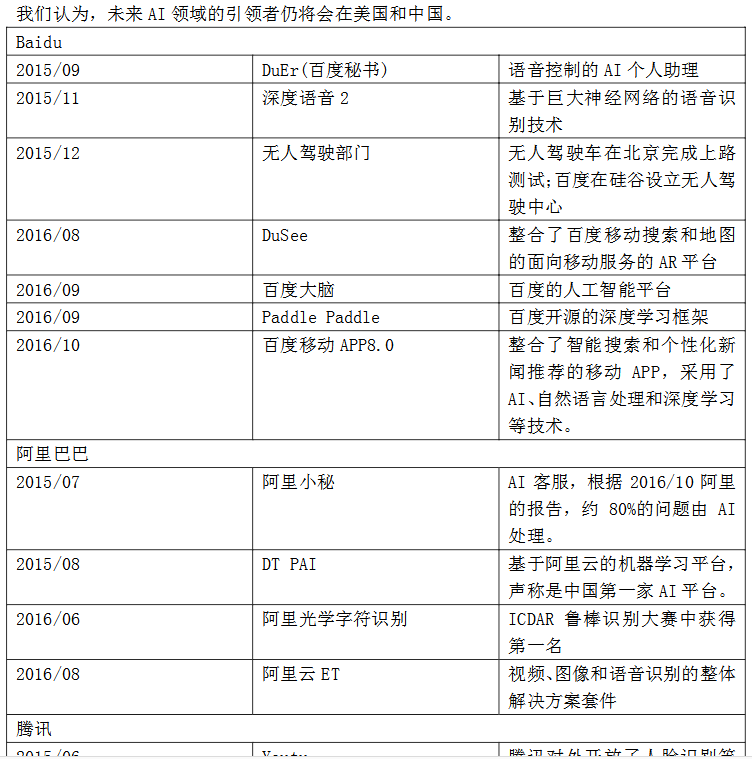 我们认为，未来 AI 领域的引领者仍将会在美国和中国。
Baidu
2015/09 DuEr(百度秘书) 语音控制的 AI 个人助理
2015/11 深度语音 2 基于巨大神经网络的语音识
别技术
2015/12 无人驾驶部门 无人驾驶车在北京完成上路
测试；百度在硅谷设立无人驾
驶中心
2016/08 DuSee 整合了百度移动搜索和地图
的面向移动服务的 AR 平台
2016/09 百度大脑 百度的人工智能平台
2016/09 Paddle Paddle 百度开源的深度学习框架
2016/10 百度移动 APP8.0 整合了智能搜索和个性化新
闻推荐的移动 APP，采用了
AI、自然语言处理和深度学习
等技术。
阿里巴巴
2015/07 阿里小秘 AI 客服，根据 2016/10 阿里
的报告，约 80%的问题由 AI
处理。
2015/08 DT PAI 基于阿里云的机器学习平台，
声称是中国第一家 AI 平台。
2016/06 阿里光学字符识别 ICDAR 鲁棒识别大赛中获得
第一名
2016/08 阿里云 ET 视频、图像和语音识别的整体
解决方案套件
腾讯
2015/06 Youtu 腾讯对外开放了人脸识别等